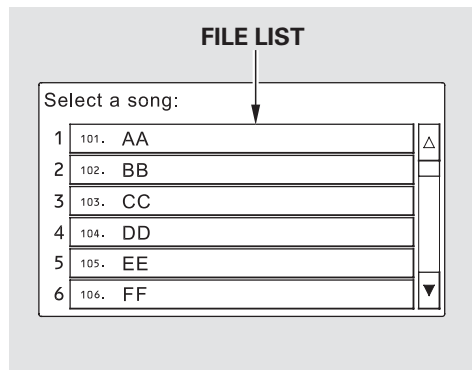 FILE LIST
Select a song:
1 101. AA
2 102. BB
3 103. CC
4 104. DD
5 105. EE
6 106. FF